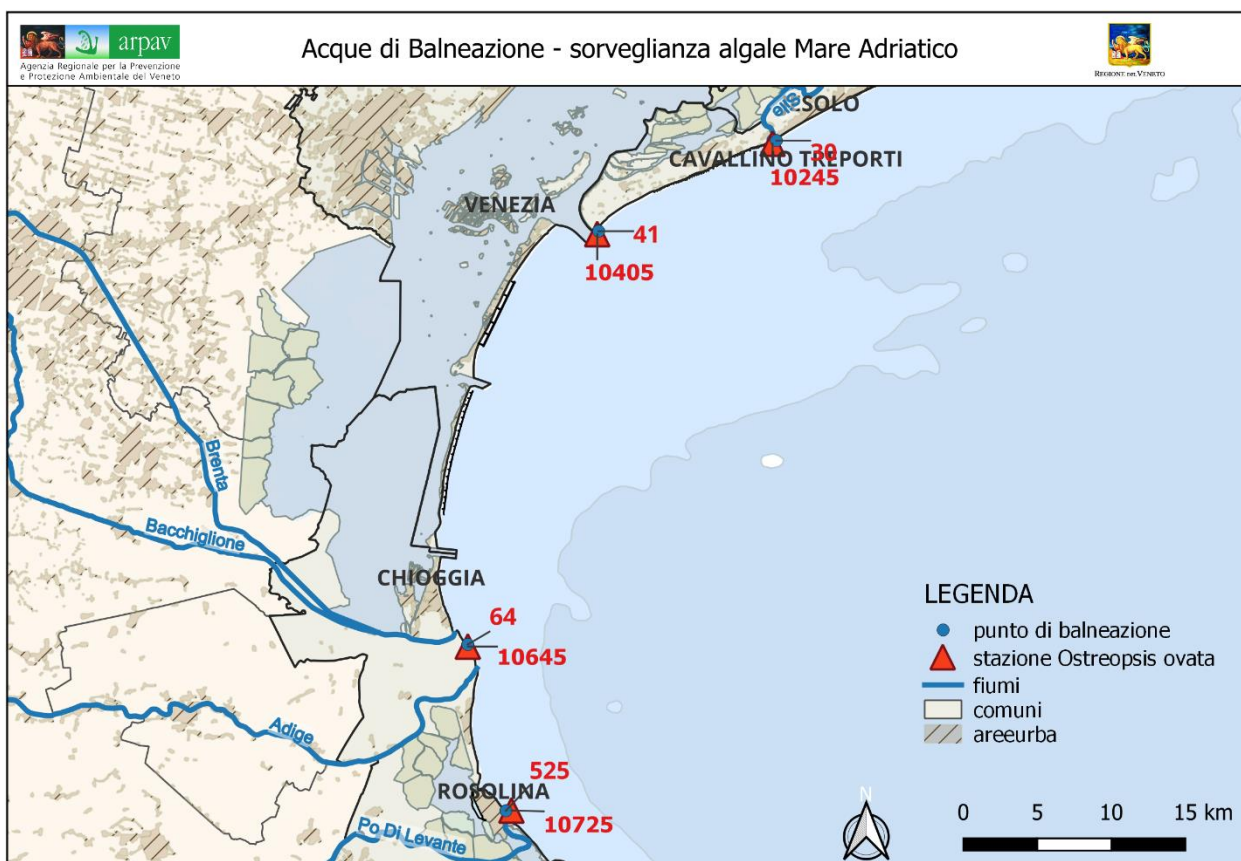 arpav
Agenzia Regionale per la Prevenzione
e Protezione Ambientale del Veneto
Acque di Balneazione - sorveglianza algale Mare Adriatico
REGIONE DEL VENETO
Sile
ESOLO
30
CAVALLINO TREPORTI
10245
VENEZIA
41
10405
Brenta
Bacchiglione
CHIOGGIA
64
10645
Adige
525
ROSOLINA
10725
Po Di Levante
LEGENDA
punto di balneazione
stazione Ostreopsis ovata
fiumi
comuni
areeurba
N
0 5 10 15 km